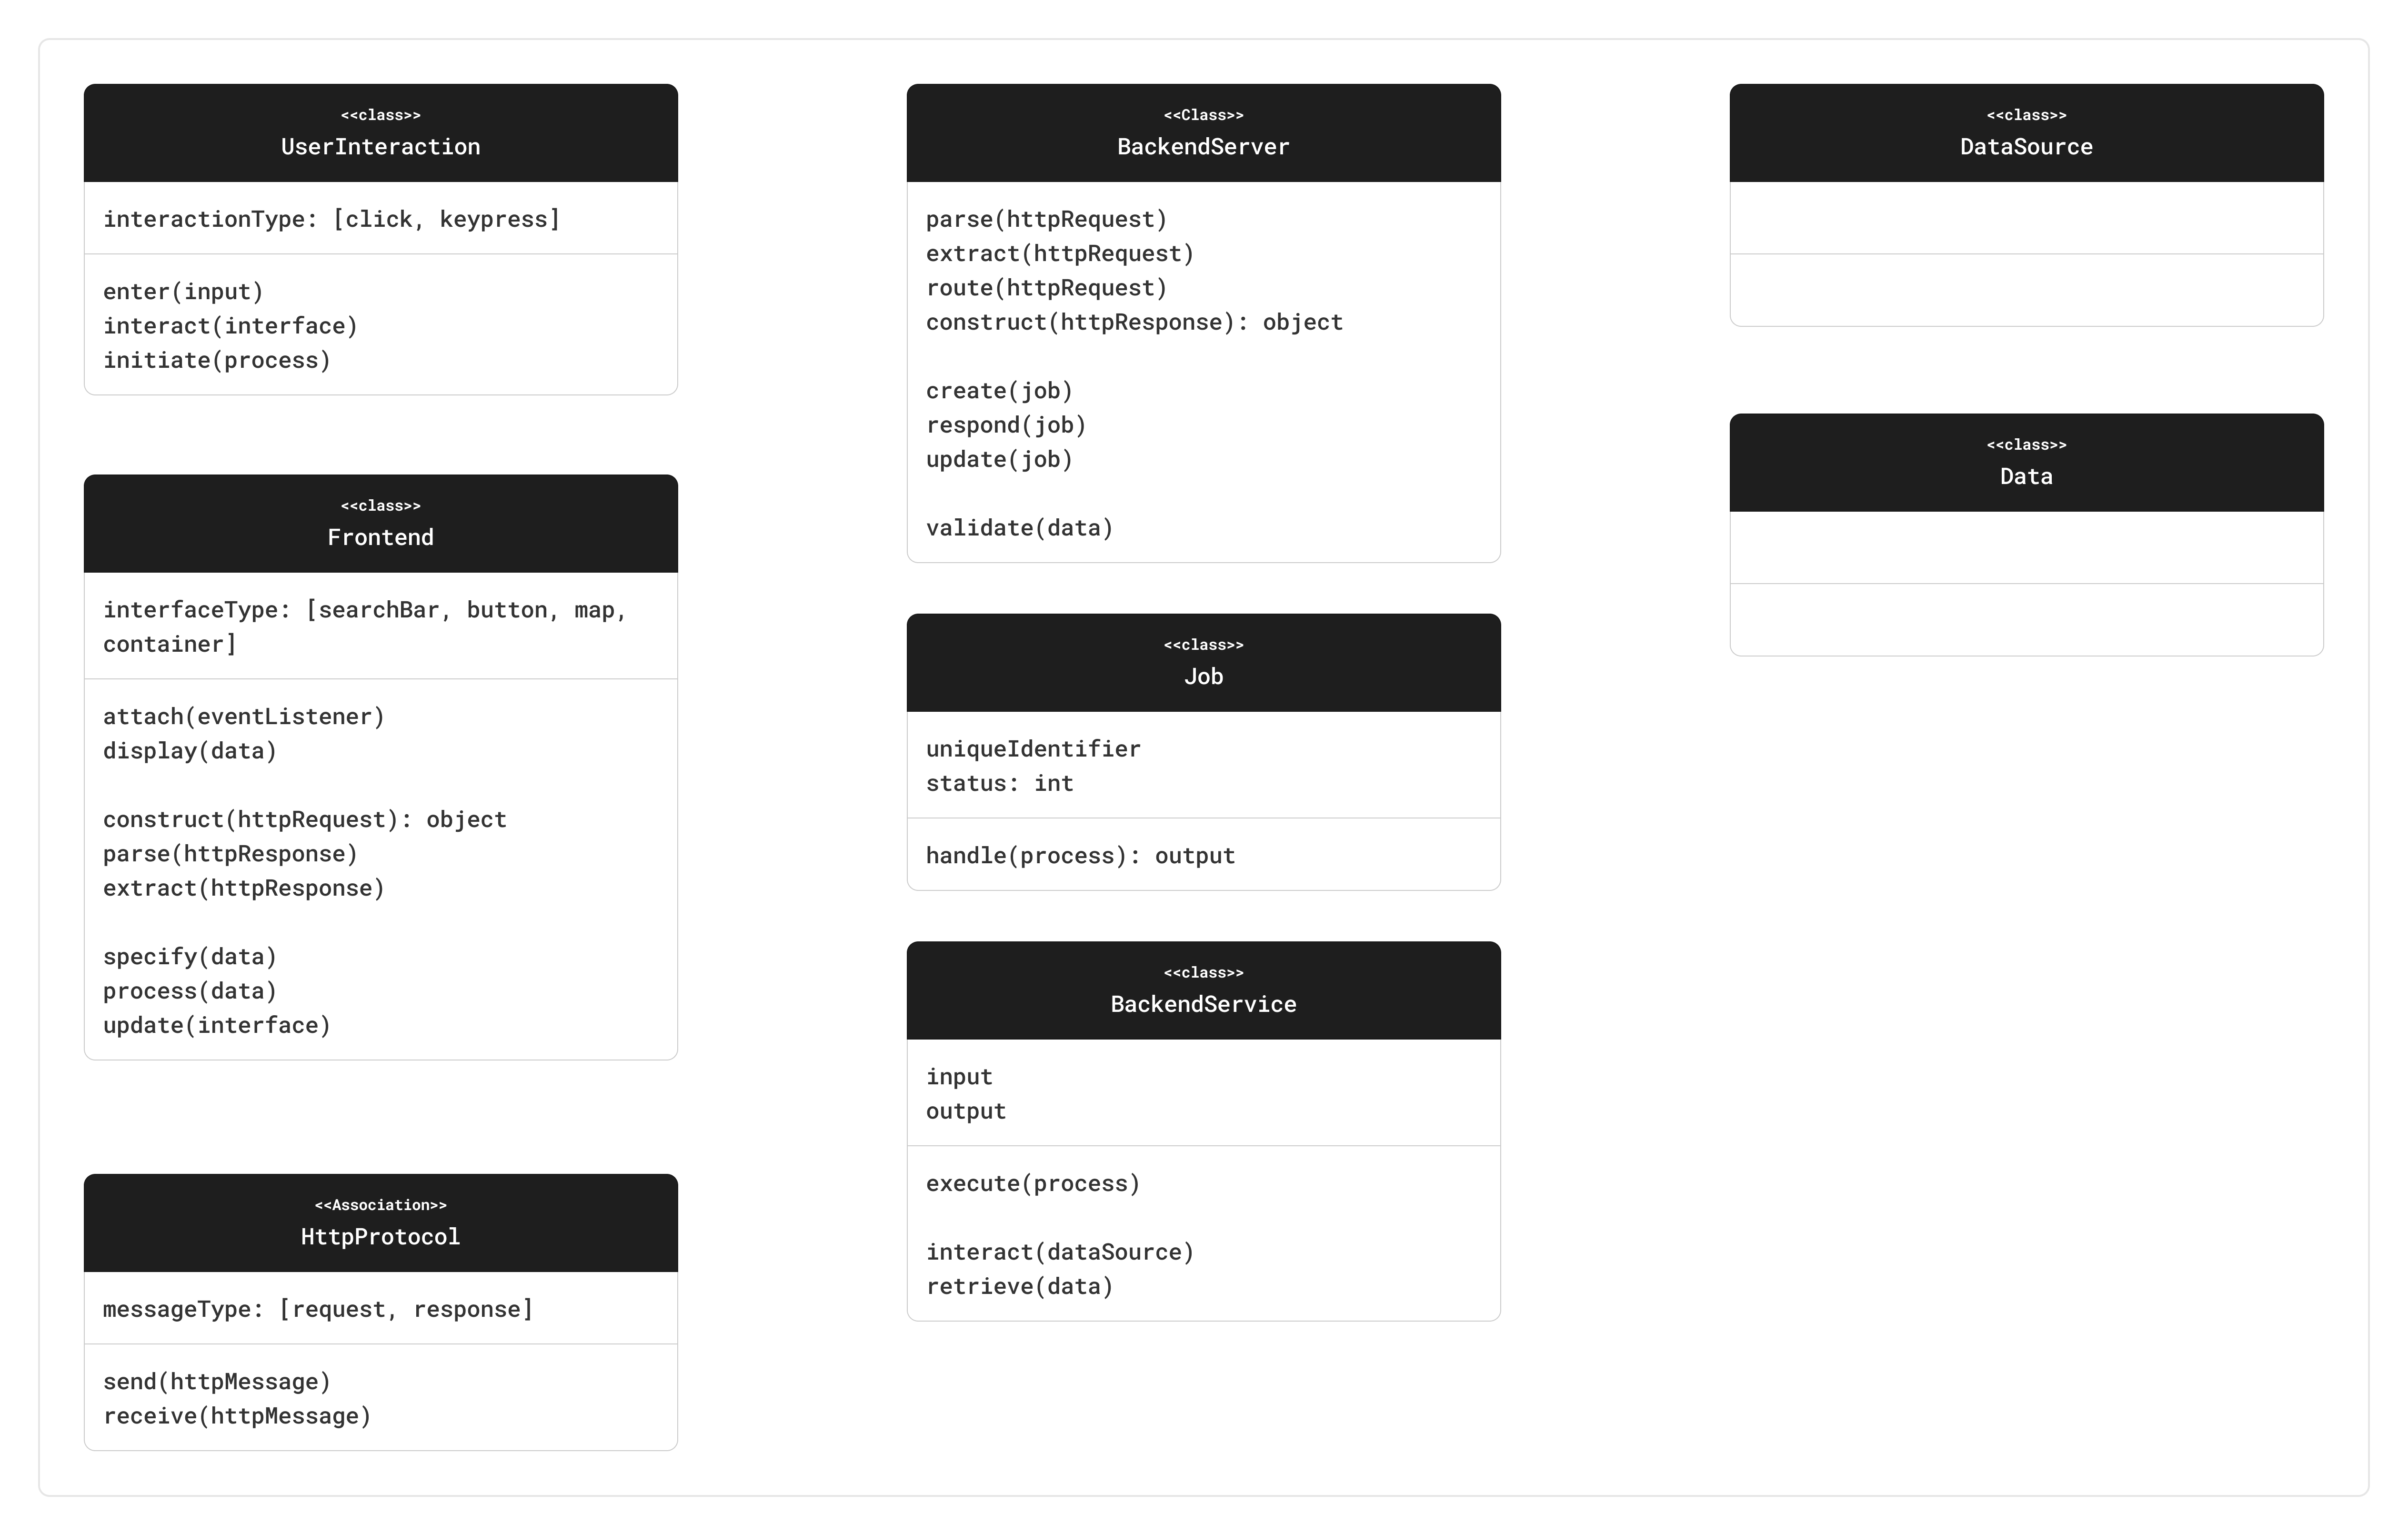 <<class>>
UserInteraction
interactionType: [click, keypress]
enter(input)
interact(interface)
initiate(process)
<<class>>
Frontend
interfaceType: [searchBar, button, map,
container]
attach(eventListener)
display(data)
construct(httpRequest): object
parse(httpResponse)
extract(httpResponse)
specify(data)
process(data)
update(interface)
<<Association>>
HttpProtocol
messageType: [request, response]
send(httpMessage)
receive(httpMessage)
<<Class>>
BackendServer
parse(httpRequest)
extract(httpRequest)
route(httpRequest)
construct(httpResponse): object
create(job)
respond(job)
update(job)
validate(data)
<<class>>
Job
uniqueIdentifier
status: int
handle(process): output
<<class>>
BackendService
input
output
execute(process)
interact(dataSource)
retrieve(data)
<<class>>
DataSource
<<class>>
Data